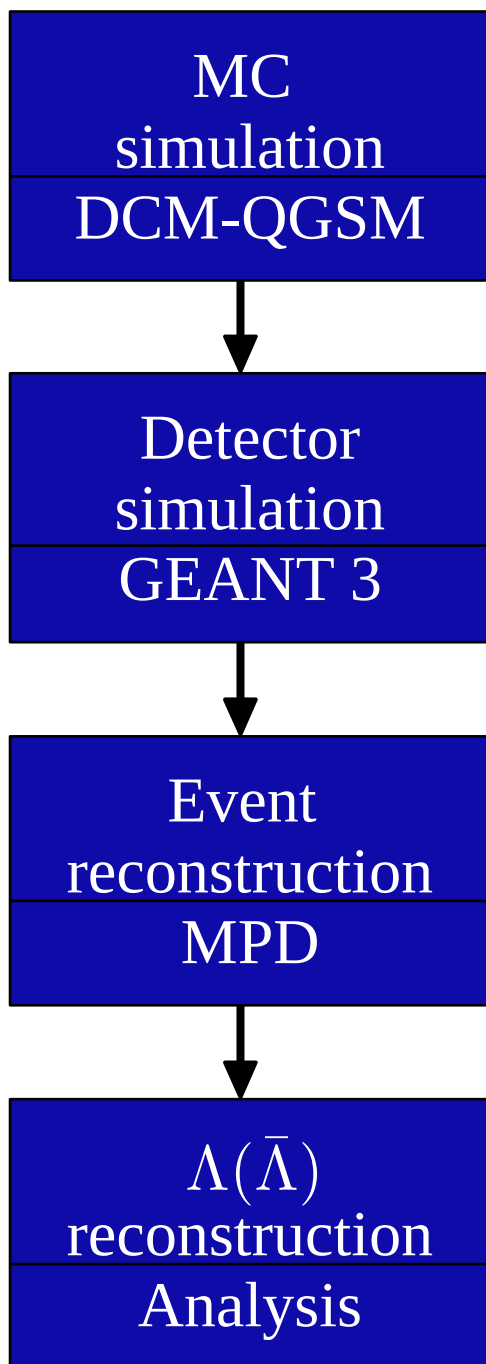 MC
simulation
DCM-QGSM
Detector
simulation
GEANT 3
Event
reconstruction
MPD
Λ(Λ̄)
reconstruction
Analysis